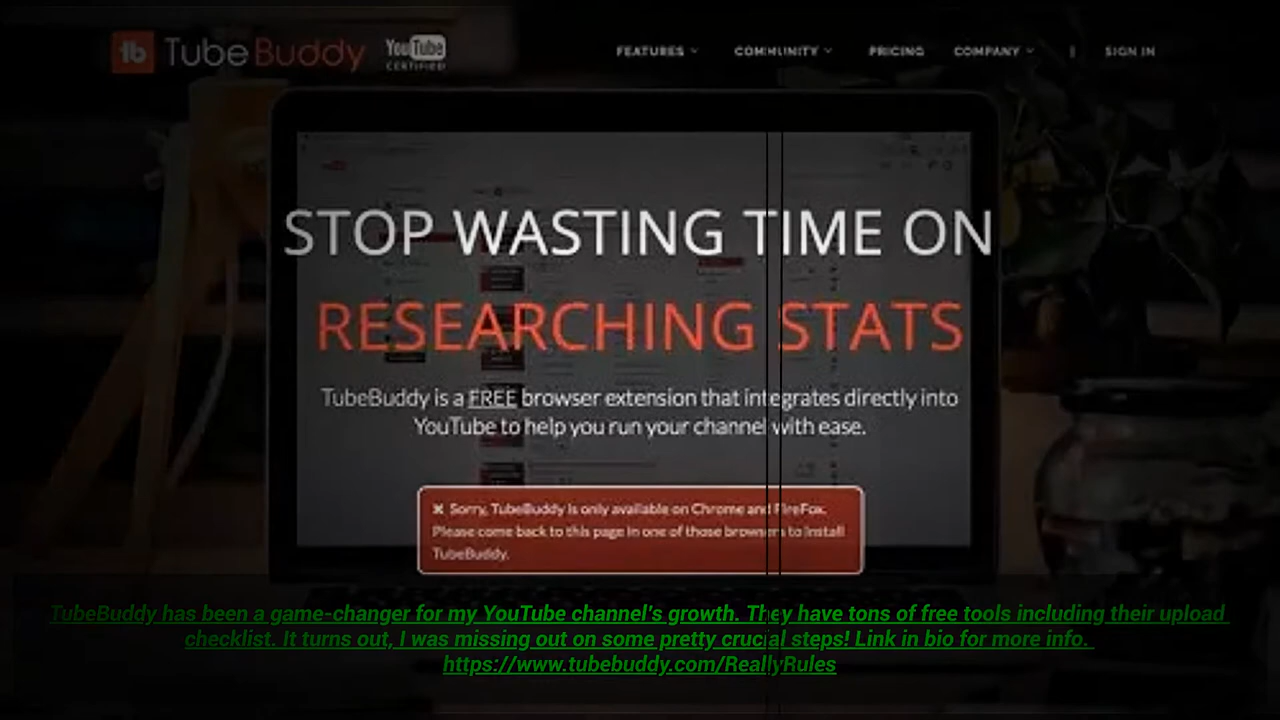 TubeBuddy YouTube CERTIFIED FEATURES COMMUNITY PRICING COMPANY SIGN IN
STOP WASTING TIME ON
RESEARCHING STATS
TubeBuddy is a FREE browser extension that integrates directly into
YouTube to help you run your channel with ease.
✖ Sorry, TubeBuddy is only available on Chrome and FireFox.
Please come back to this page in one of those browsers to install
TubeBuddy.
TubeBuddy has been a game-changer for my YouTube channel's growth. They have tons of free tools including their upload
checklist. It turns out, I was missing out on some pretty crucial steps! Link in bio for more info.
https://www.tubebuddy.com/ReallyRules